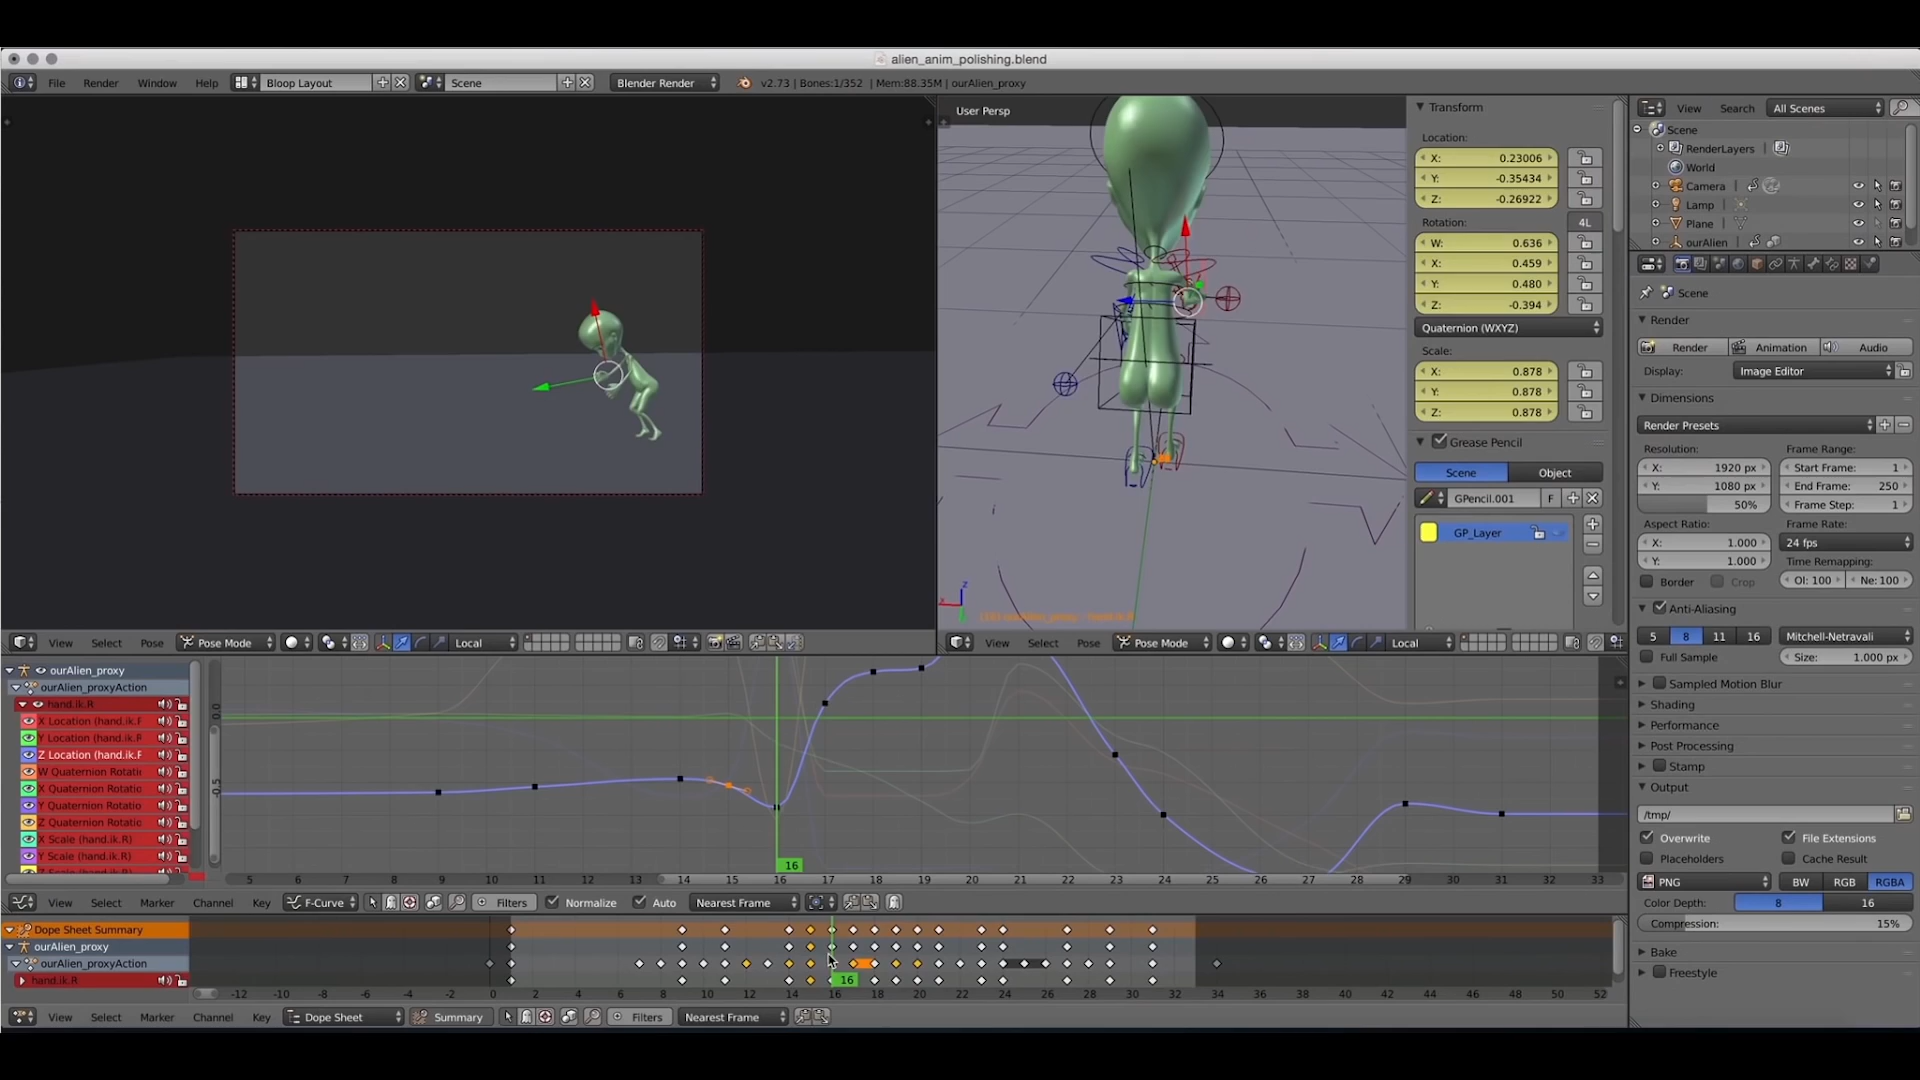 alien_anim_polishing.blend
File Render Window Help Bloop Layout Scene Blender Render v2.73 | Bones:1/352 | Mem:88.35M | ourAlien_proxy
User Persp
Transform
Location:
X: 0.23006
Y: -0.35434
Z: -0.26922
Rotation: 4L
W: 0.636
X: 0.459
Y: 0.480
Z: -0.394
Quaternion (WXYZ)
Scale:
X: 0.878
Y: 0.878
Z: 0.878
Grease Pencil
Scene Object
GPencil.001 F
GP_Layer
View Search All Scenes
Scene
RenderLayers
World
Camera
Lamp
Plane
ourAlien
Scene
Render
Render Animation Audio
Display: Image Editor
Dimensions
Render Presets
Resolution: Frame Range:
X: 1920 px Start Frame: 1
Y: 1080 px End Frame: 250
50% Frame Step: 1
Aspect Ratio: Frame Rate:
X: 1.000 24 fps
Y: 1.000 Time Remapping:
Border Crop Ol: 100 Ne: 100
Anti-Aliasing
5 8 11 16 Mitchell-Netravali
Full Sample Size: 1.000 px
Sampled Motion Blur
Shading
Performance
Post Processing
Stamp
Output
/tmp/
Overwrite File Extensions
Placeholders Cache Result
PNG BW RGB RGBA
Color Depth: 8 16
Compression: 15%
Bake
Freestyle
View Select Pose Pose Mode Local
View Select Pose Pose Mode Local
ourAlien_proxy
ourAlien_proxyAction
hand.ik.R
X Location (hand.ik.F
Y Location (hand.ik.F
Z Location (hand.ik.F
W Quaternion Rotatic
X Quaternion Rotatio
Y Quaternion Rotatio
Z Quaternion Rotatic
X Scale (hand.ik.R)
Y Scale (hand.ik.R)
0.0
-0.5
16
5 6 7 8 9 10 11 12 13 14 15 16 17 18 19 20 21 22 23 24 25 26 27 28 29 30 31 32 33
View Select Marker Channel Key F-Curve Filters Normalize Auto Nearest Frame
Dope Sheet Summary
ourAlien_proxy
ourAlien_proxyAction
hand.ik.R
16
-12 -10 -8 -6 -4 -2 0 2 4 6 8 10 12 14 16 18 20 22 24 26 28 30 32 34 36 38 40 42 44 46 48 50 52
View Select Marker Channel Key Dope Sheet Summary Filters Nearest Frame